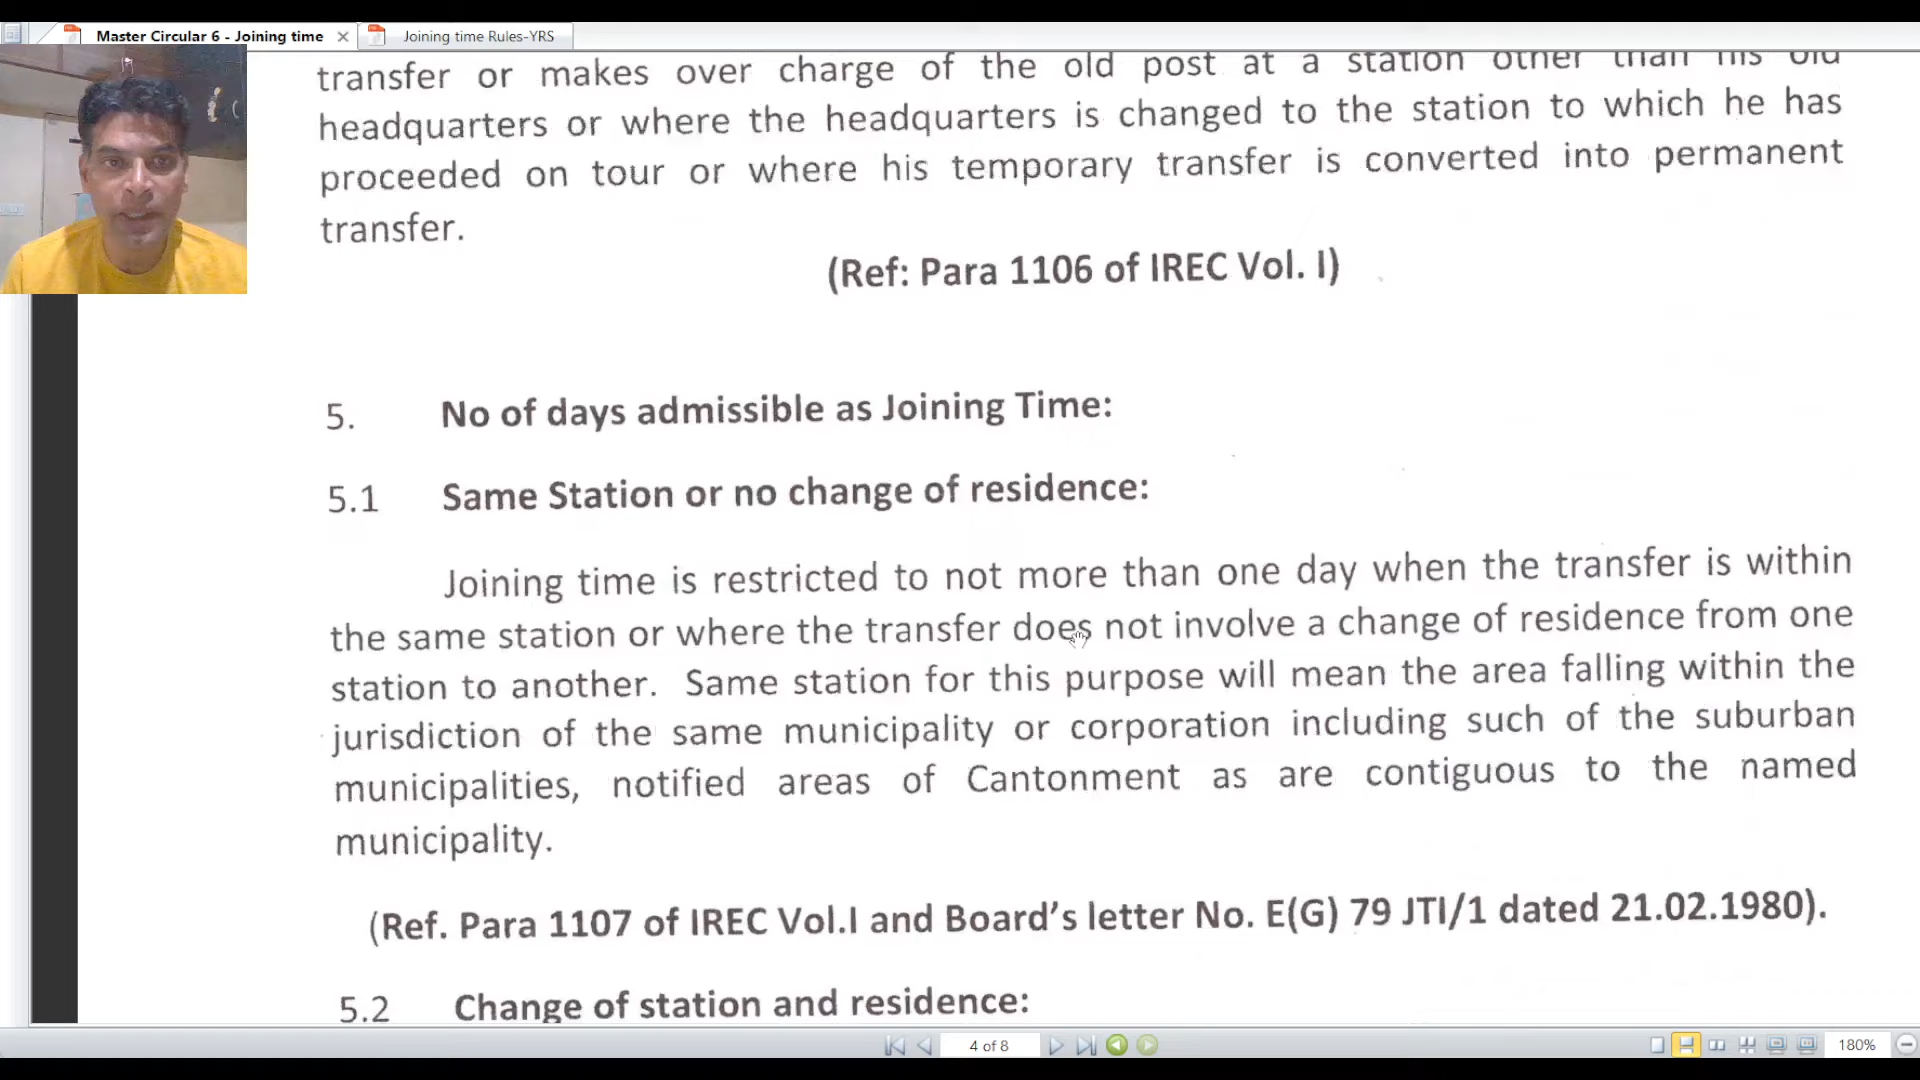 Master Circular 6 - Joining time
Joining time Rules-YRS
transfer or makes over charge of the old post at a station other than his old
headquarters or where the headquarters is changed to the station to which he has
proceeded on tour or where his temporary transfer is converted into permanent
transfer.
(Ref: Para 1106 of IREC Vol. I)
5. No of days admissible as Joining Time:
5.1 Same Station or no change of residence:
Joining time is restricted to not more than one day when the transfer is within
the same station or where the transfer does not involve a change of residence from one
station to another. Same station for this purpose will mean the area falling within the
jurisdiction of the same municipality or corporation including such of the suburban
municipalities, notified areas of Cantonment as are contiguous to the named
municipality.
(Ref. Para 1107 of IREC Vol.I and Board's letter No. E(G) 79 JTI/1 dated 21.02.1980).
5.2 Change of station and residence:
4 of 8
180%